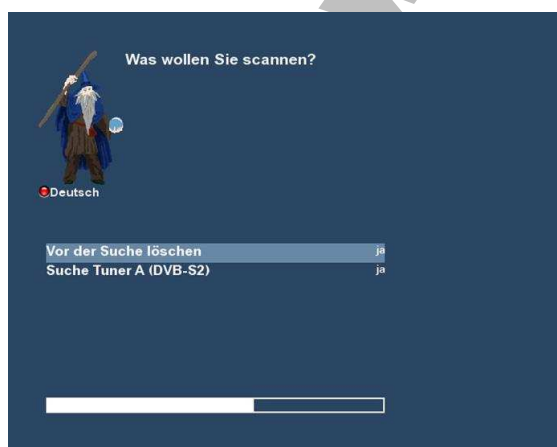 Was wollen Sie scannen?
Deutsch
Vor der Suche löschen ja
Suche Tuner A (DVB-S2) ja